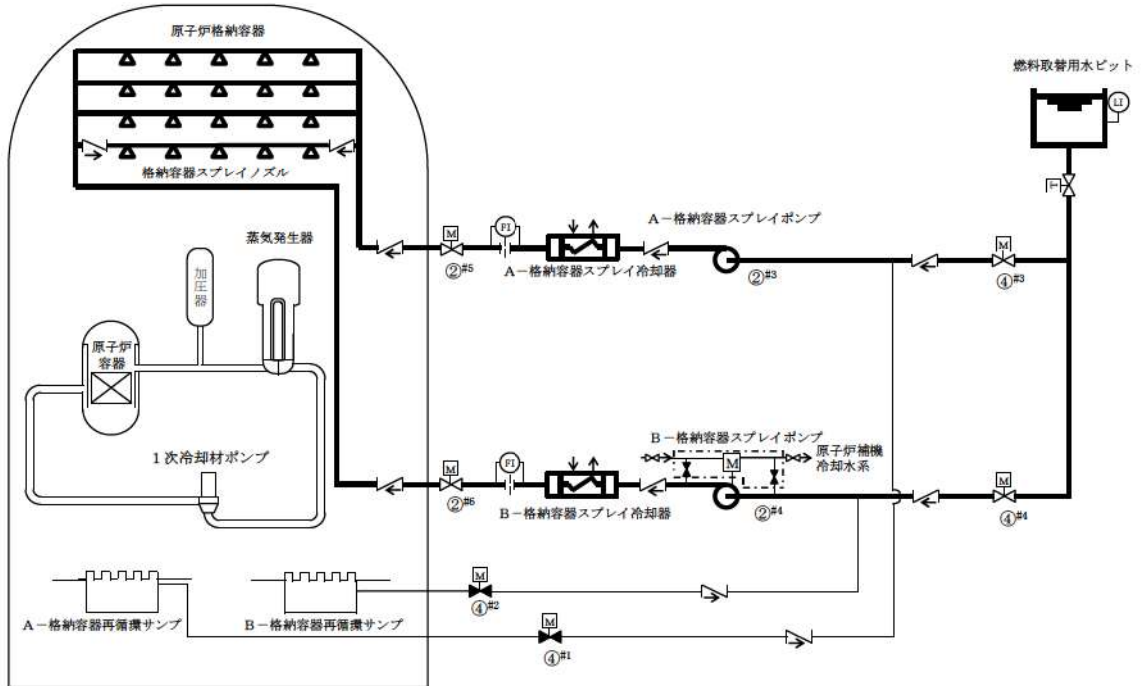 原子炉格納容器
格納容器スプレイノズル
燃料取替用水ピット
LI
T
A－格納容器スプレイポンプ
M
FI
A－格納容器スプレイ冷却器
②#5
②#3
M
④#3
蒸気発生器
加圧器
原子炉
容器
1次冷却材ポンプ
B－格納容器スプレイポンプ
原子炉補機
冷却水系
M
M
FI
B－格納容器スプレイ冷却器
②#6
②#4
M
④#4
M
④#2
A－格納容器再循環サンプ
B－格納容器再循環サンプ
M
④#1